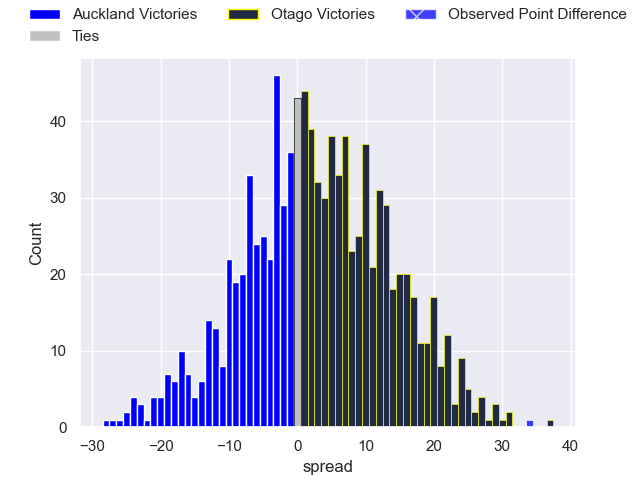 Auckland Victories
Otago Victories
Observed Point Difference
Ties
Count
40
30
20
10
0
−30
−20
−10
0
10
20
30
40
spread